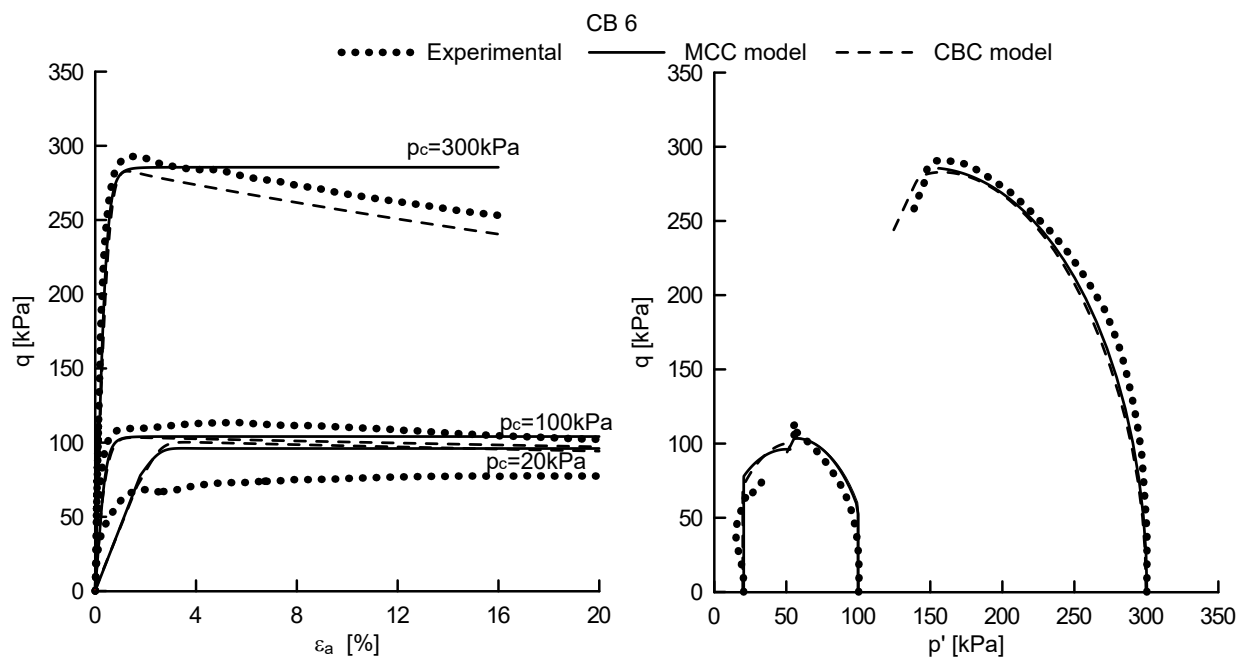 CB 6
Experimental MCC model CBC model
350
300
250
200
150
100
50
0
q [kPa]
pc=300kPa
pc=100kPa
pc=20kPa
0 4 8 12 16 20
εa [%]
350
300
250
200
150
100
50
0
q [kPa]
0 50 100 150 200 250 300 350
p' [kPa]